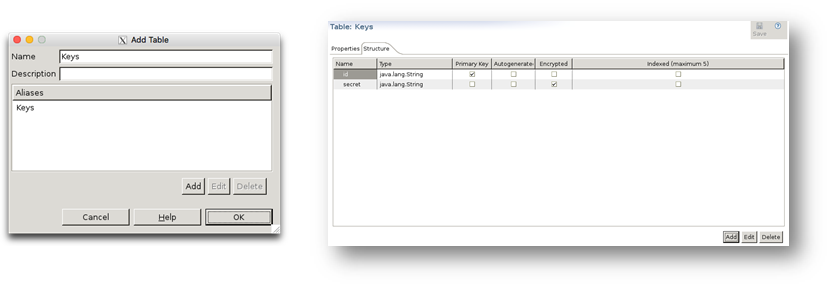 Add Table
Name Keys
Description
Aliases
Keys
Add Edit Delete
Cancel Help OK
Table: Keys
Save
Properties Structure
Name Type Primary Key Autogenerate- Encrypted Indexed (maximum 5)
id java.lang.String
secret java.lang.String
Add Edit Delete